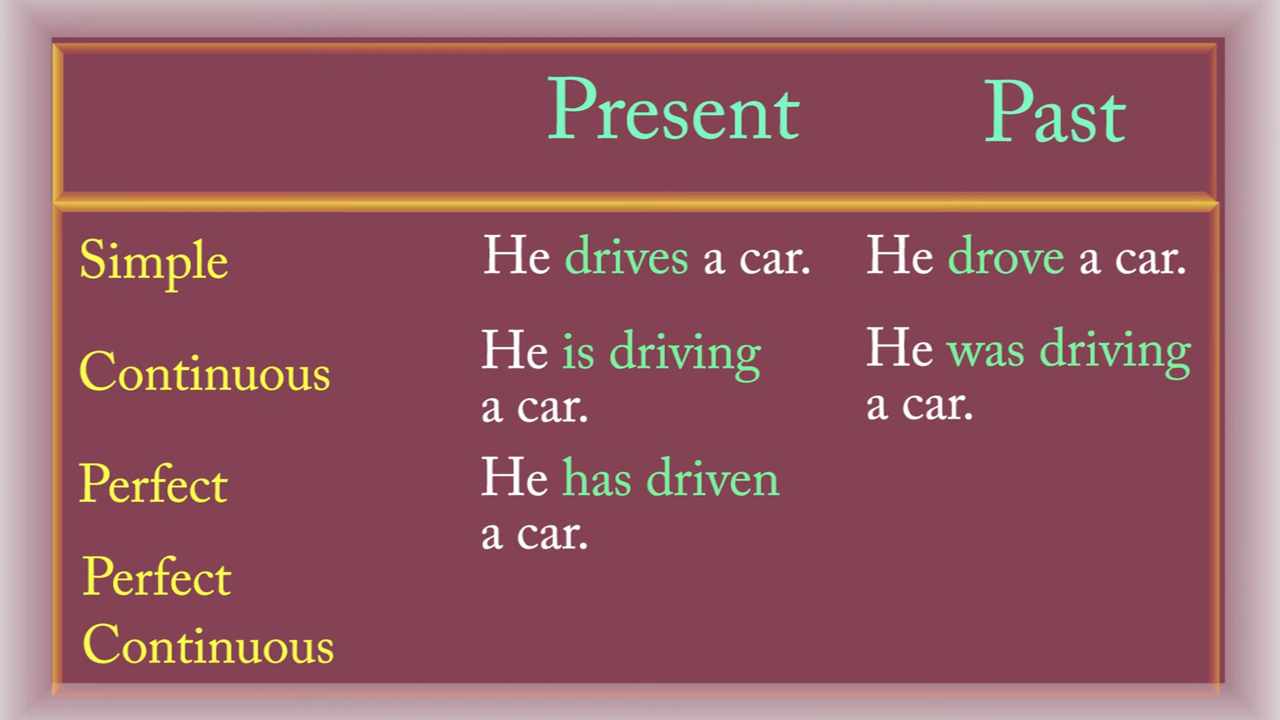 Present Past
Simple He drives a car. He drove a car.
Continuous He is driving He was driving
a car. a car.
Perfect He has driven
a car.
Perfect
Continuous